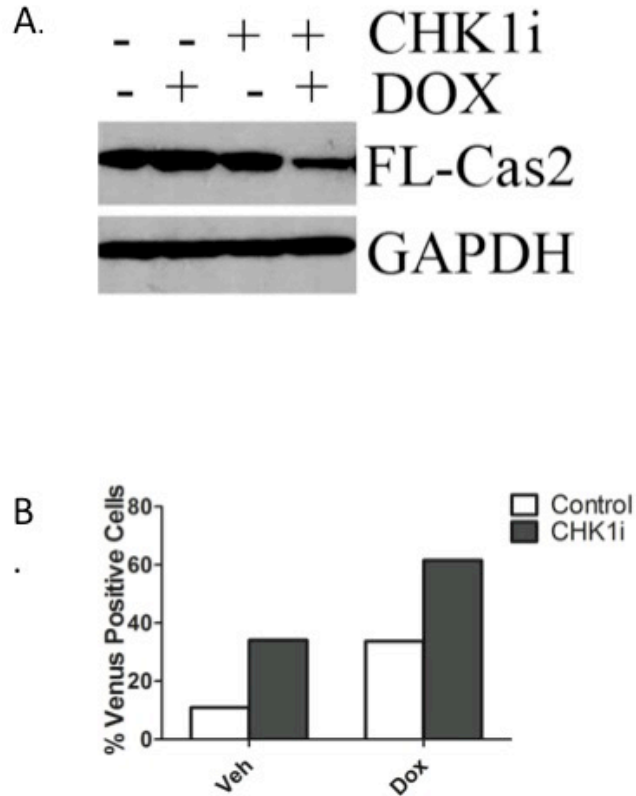 A.
- - + + CHK1i
- + - + DOX
FL-Cas2
GAPDH
B
.
% Venus Positive Cells
80
60
40
20
0
Veh
Dox
Control
CHK1i